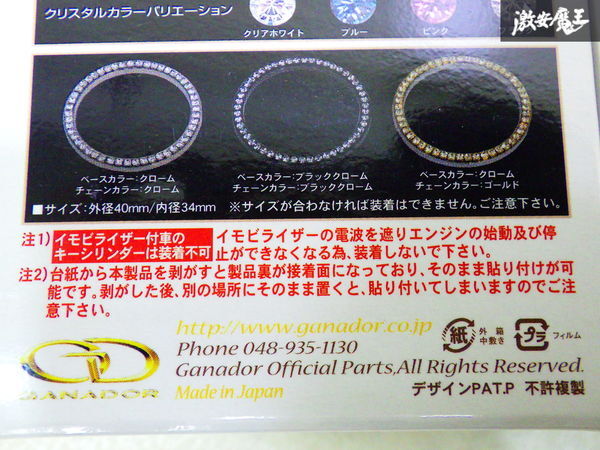 激安魔王
クリスタルカラーバリエーション
クリアホワイト ブルー ピンク
ベースカラー:クローム
チェーンカラー:クローム
ベースカラー:ブラッククローム
チェーンカラー:ブラッククローム
ベースカラー:クローム
チェーンカラー:ゴールド
■サイズ:外径40mm/内径34mm ※サイズが合わなければ装着はできません。ご注意下さい。
注1) イモビライザー付車のキーシリンダーは装着不可 イモビライザーの電波を遮りエンジンの始動及び停
止ができなくなる為、装着しないで下さい。
注2) 台紙から本製品を剥がすと製品裏が接着面になっており、そのまま貼り付けが可
能です。剥がした後、別の場所にそのまま置くと、貼り付いてしまいますのでご注
意下さい。
http://www.ganador.co.jp
Phone 048-935-1130
Ganador Official Parts,All Rights Reserved.
Made in Japan
GANADOR
紙 外箱 中敷き
プラ フィルム
デザインPAT.P 不許複製